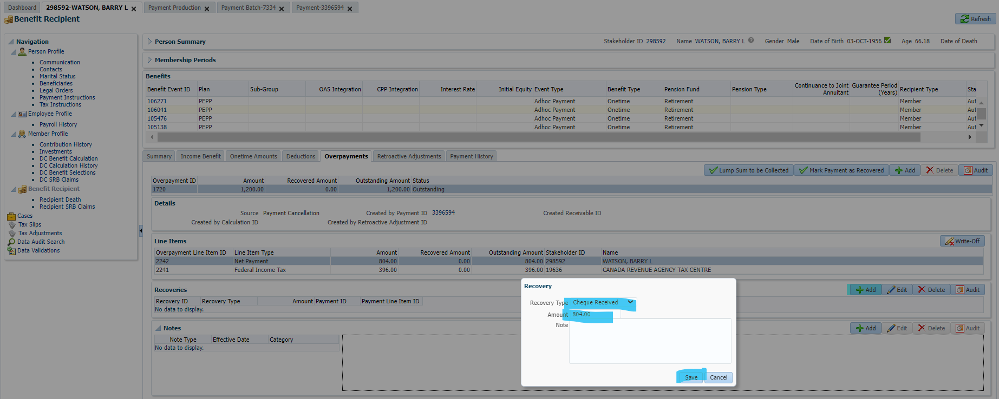 Dashboard 298592-WATSON, BARRY L Payment Production Payment Batch-7334 Payment-3396594
Benefit Recipient
Refresh
Navigation
Person Profile
Communication
Contacts
Marital Status
Beneficiaries
Legal Orders
Payment Instructions
Tax Instructions
Employee Profile
Payroll History
Member Profile
Contribution History
Investments
DC Benefit Calculation
DC Calculation History
DC Benefit Selections
DC SRB Claims
Benefit Recipient
Recipient Death
Recipient SRB Claims
Cases
Tax Slips
Tax Adjustments
Data Audit Search
Data Validations
Person Summary Stakeholder ID 298592 Name WATSON, BARRY L Gender Male Date of Birth 03-OCT-1956 Age 66.18 Date of Death
Membership Periods
Benefits
Benefit Event ID Plan Sub-Group OAS Integration CPP Integration Interest Rate Initial Equity Event Type Benefit Type Pension Fund Pension Type Continuance to Joint Annuitant Guarantee Period (Years) Recipient Type Sta
106271 PEPP Adhoc Payment Onetime Retirement Member Aut
106041 PEPP Adhoc Payment Onetime Retirement Member Aut
105476 PEPP Adhoc Payment Onetime Retirement Member Aut
105138 PEPP Adhoc Payment Onetime Retirement Member Aut
Summary Income Benefit Onetime Amounts Deductions Overpayments Retroactive Adjustments Payment History
Lump Sum to be Collected Mark Payment as Recovered Add Delete Audit
Overpayment ID Amount Recovered Amount Outstanding Amount Status
1720 1,200.00 0.00 1,200.00 Outstanding
Details
Source Payment Cancellation Created by Payment ID 3396594 Created Receivable ID
Created by Calculation ID Created by Retroactive Adjustment ID
Line Items Write-Off
Overpayment Line Item ID Line Item Type Amount Recovered Amount Outstanding Amount Stakeholder ID Name
2242 Net Payment 804.00 0.00 804.00 298592 WATSON, BARRY L
2241 Federal Income Tax 396.00 0.00 396.00 19636 CANADA REVENUE AGENCY TAX CENTRE
Recoveries Add Edit Delete Audit
Recovery ID Recovery Type Amount Payment ID Payment Line Item ID
No data to display.
Notes Add Edit Delete Audit
Note Type Effective Date Category
No data to display.
Recovery
Recovery Type Cheque Received
Amount 804.00
Note
Save Cancel